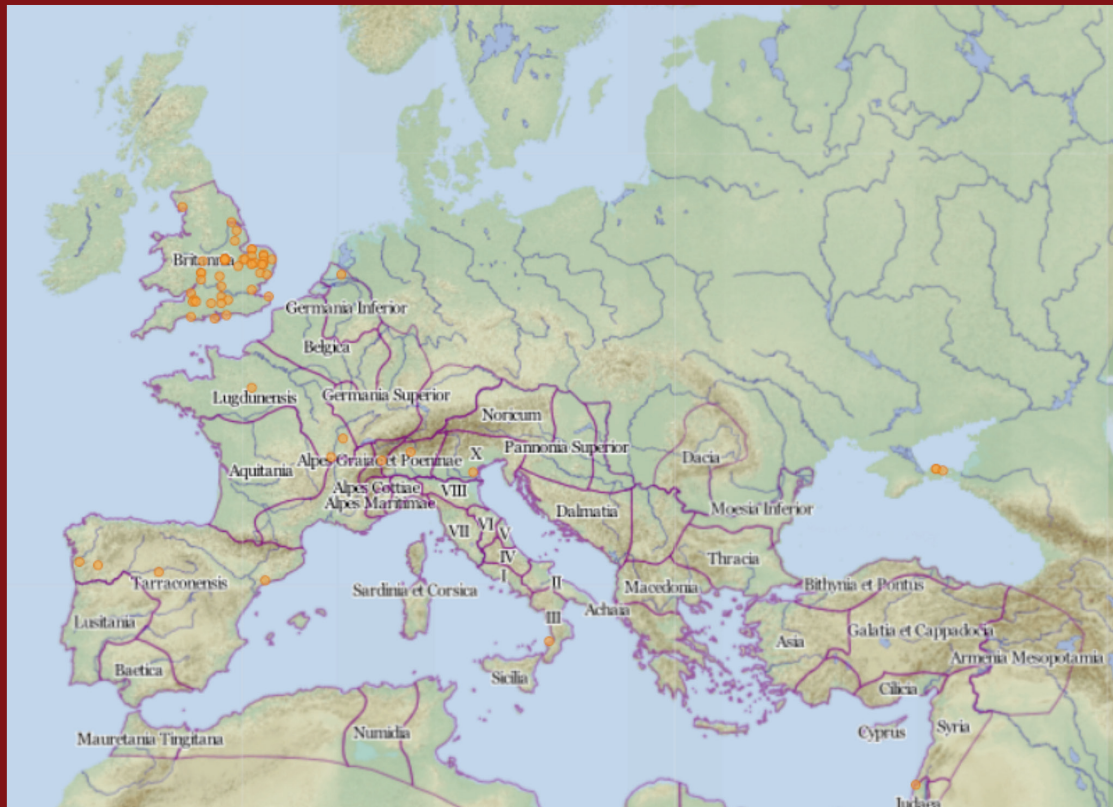 Britannia
Germania Inferior
Belgica
Lugdunensis
Germania Superior
Noricum
Aquitania
Alpes Graiae et Poeninae
X
Pannonia Superior
Dacia
Alpes Cottiae
VIII
Alpes Maritimae
Dalmatia
Moesia Inferior
VII
VI
V
IV
I
Thracia
Tarraconensis
Sardinia et Corsica
II
Macedonia
Bithynia et Pontus
Lusitania
III
Achaia
Asia
Galatia et Cappadocia
Armenia Mesopotamia
Baetica
Sicilia
Cilicia
Mauretania Tingitana
Numidia
Cyprus
Syria
Iudaea